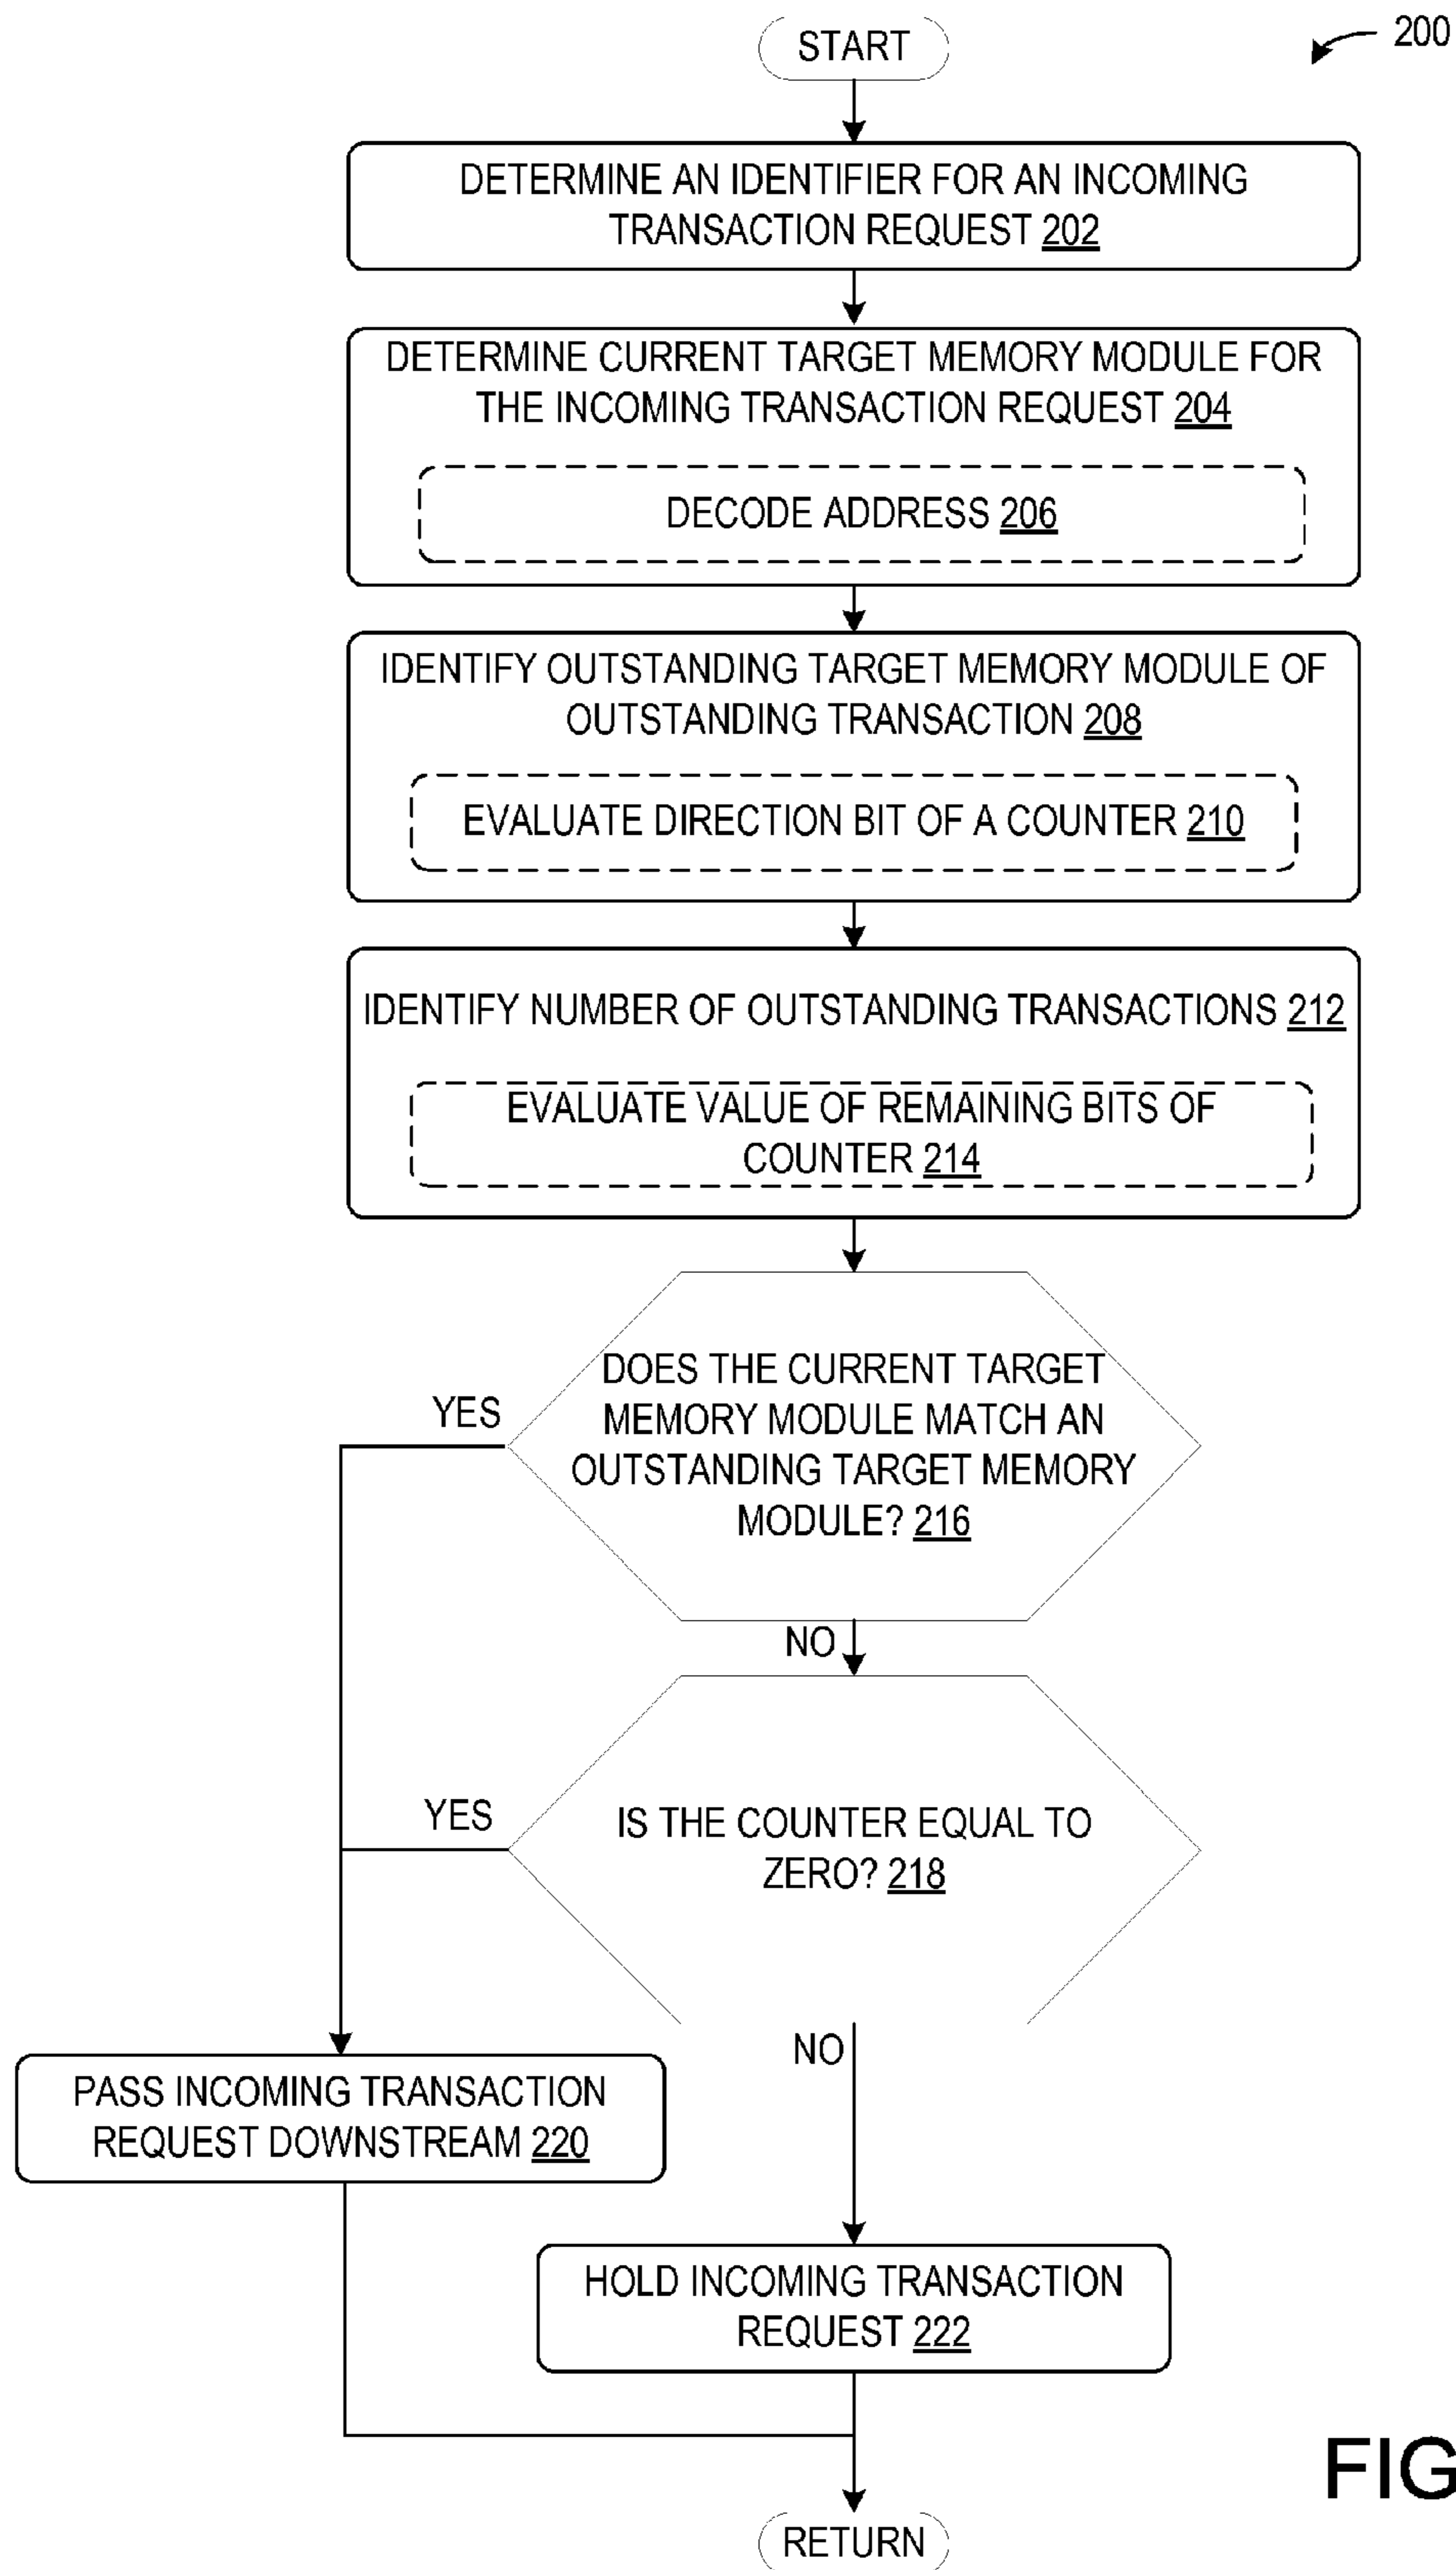 START
200
DETERMINE AN IDENTIFIER FOR AN INCOMING
TRANSACTION REQUEST 202
DETERMINE CURRENT TARGET MEMORY MODULE FOR
THE INCOMING TRANSACTION REQUEST 204
DECODE ADDRESS 206
IDENTIFY OUTSTANDING TARGET MEMORY MODULE OF
OUTSTANDING TRANSACTION 208
EVALUATE DIRECTION BIT OF A COUNTER 210
IDENTIFY NUMBER OF OUTSTANDING TRANSACTIONS 212
EVALUATE VALUE OF REMAINING BITS OF
COUNTER 214
DOES THE CURRENT TARGET
MEMORY MODULE MATCH AN
OUTSTANDING TARGET MEMORY
MODULE? 216
YES
NO
IS THE COUNTER EQUAL TO
ZERO? 218
YES
NO
PASS INCOMING TRANSACTION
REQUEST DOWNSTREAM 220
HOLD INCOMING TRANSACTION
REQUEST 222
FIG
RETURN